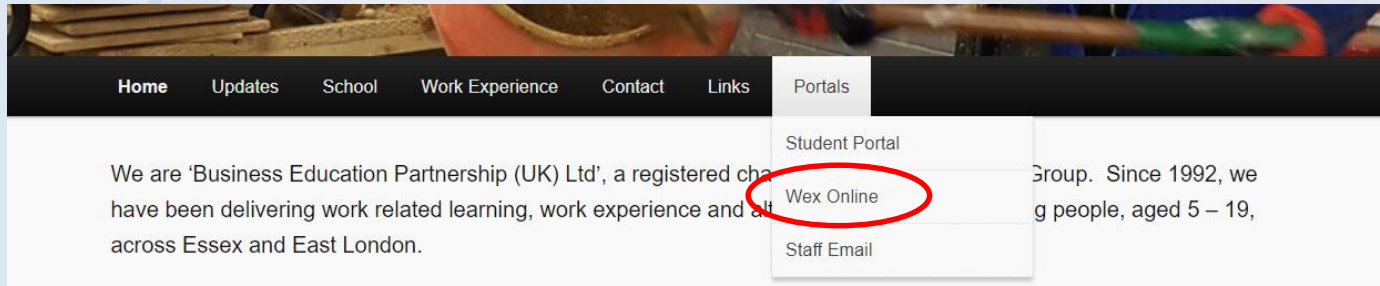 Home Updates School Work Experience Contact Links Portals
Student Portal
We are ‘Business Education Partnership (UK) Ltd’, a registered Group. Since 1992, we
Wex Online
have been delivering work related learning, work experience and people, aged 5 – 19,
Staff Email
across Essex and East London.